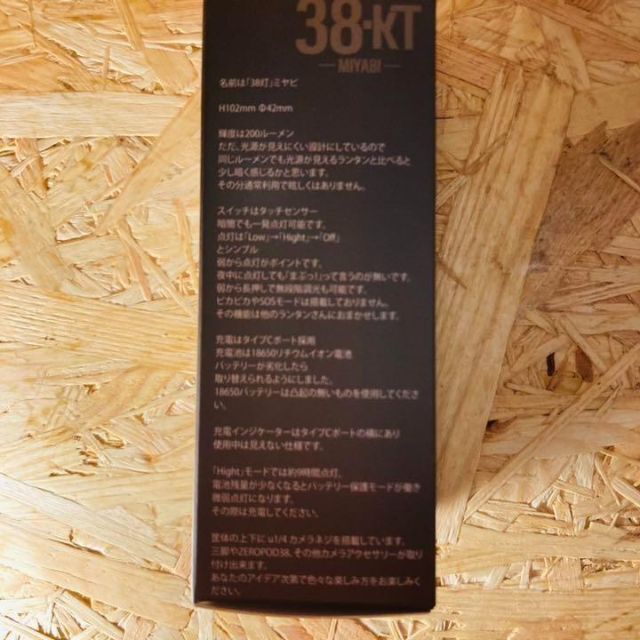 38-KT
MIYABI
名前は「38灯」ミヤビ
H102mm Φ42mm
輝度は200ルーメン
ただ、光源が見えにくい設計にしているので
同じルーメンでも光源が見えるランタンと比べると
少し暗く感じるかと思います。
その分通常利用で眩しくはありません。
スイッチはタッチセンサー
暗闇でも一発点灯可能です。
点灯は「Low」→「Hight」→「Off」
とシンプル
弱から点灯がポイントです。
夜中に点灯しても「まぶっ!」って言うのが無いです。
弱から長押しで無段階調光も可能です。
ピカピカやSOSモードは搭載しておりません。
その機能は他のランタンさんにおまかせします。
充電はタイプCポート採用
充電池は18650リチウムイオン電池
バッテリーが劣化したら
取り替えられるようにしました。
18650バッテリーは凸起の無いものを使用してくださ
い。
充電インジケーターはタイプCポートの横にあり
使用中は見えない仕様です。
「Hight」モードでは約9時間点灯。
電池残量が少なくなるとバッテリー保護モードが働き
微弱点灯になります。
その際は充電してください。
筐体の上下に u1/4 カメラネジを搭載しています。
三脚やZEROPOD38、その他カメラアクセサリーが取り
付け出来ます。
あなたのアイデア次第で色々な楽しみ方をお楽しみく
ださい。